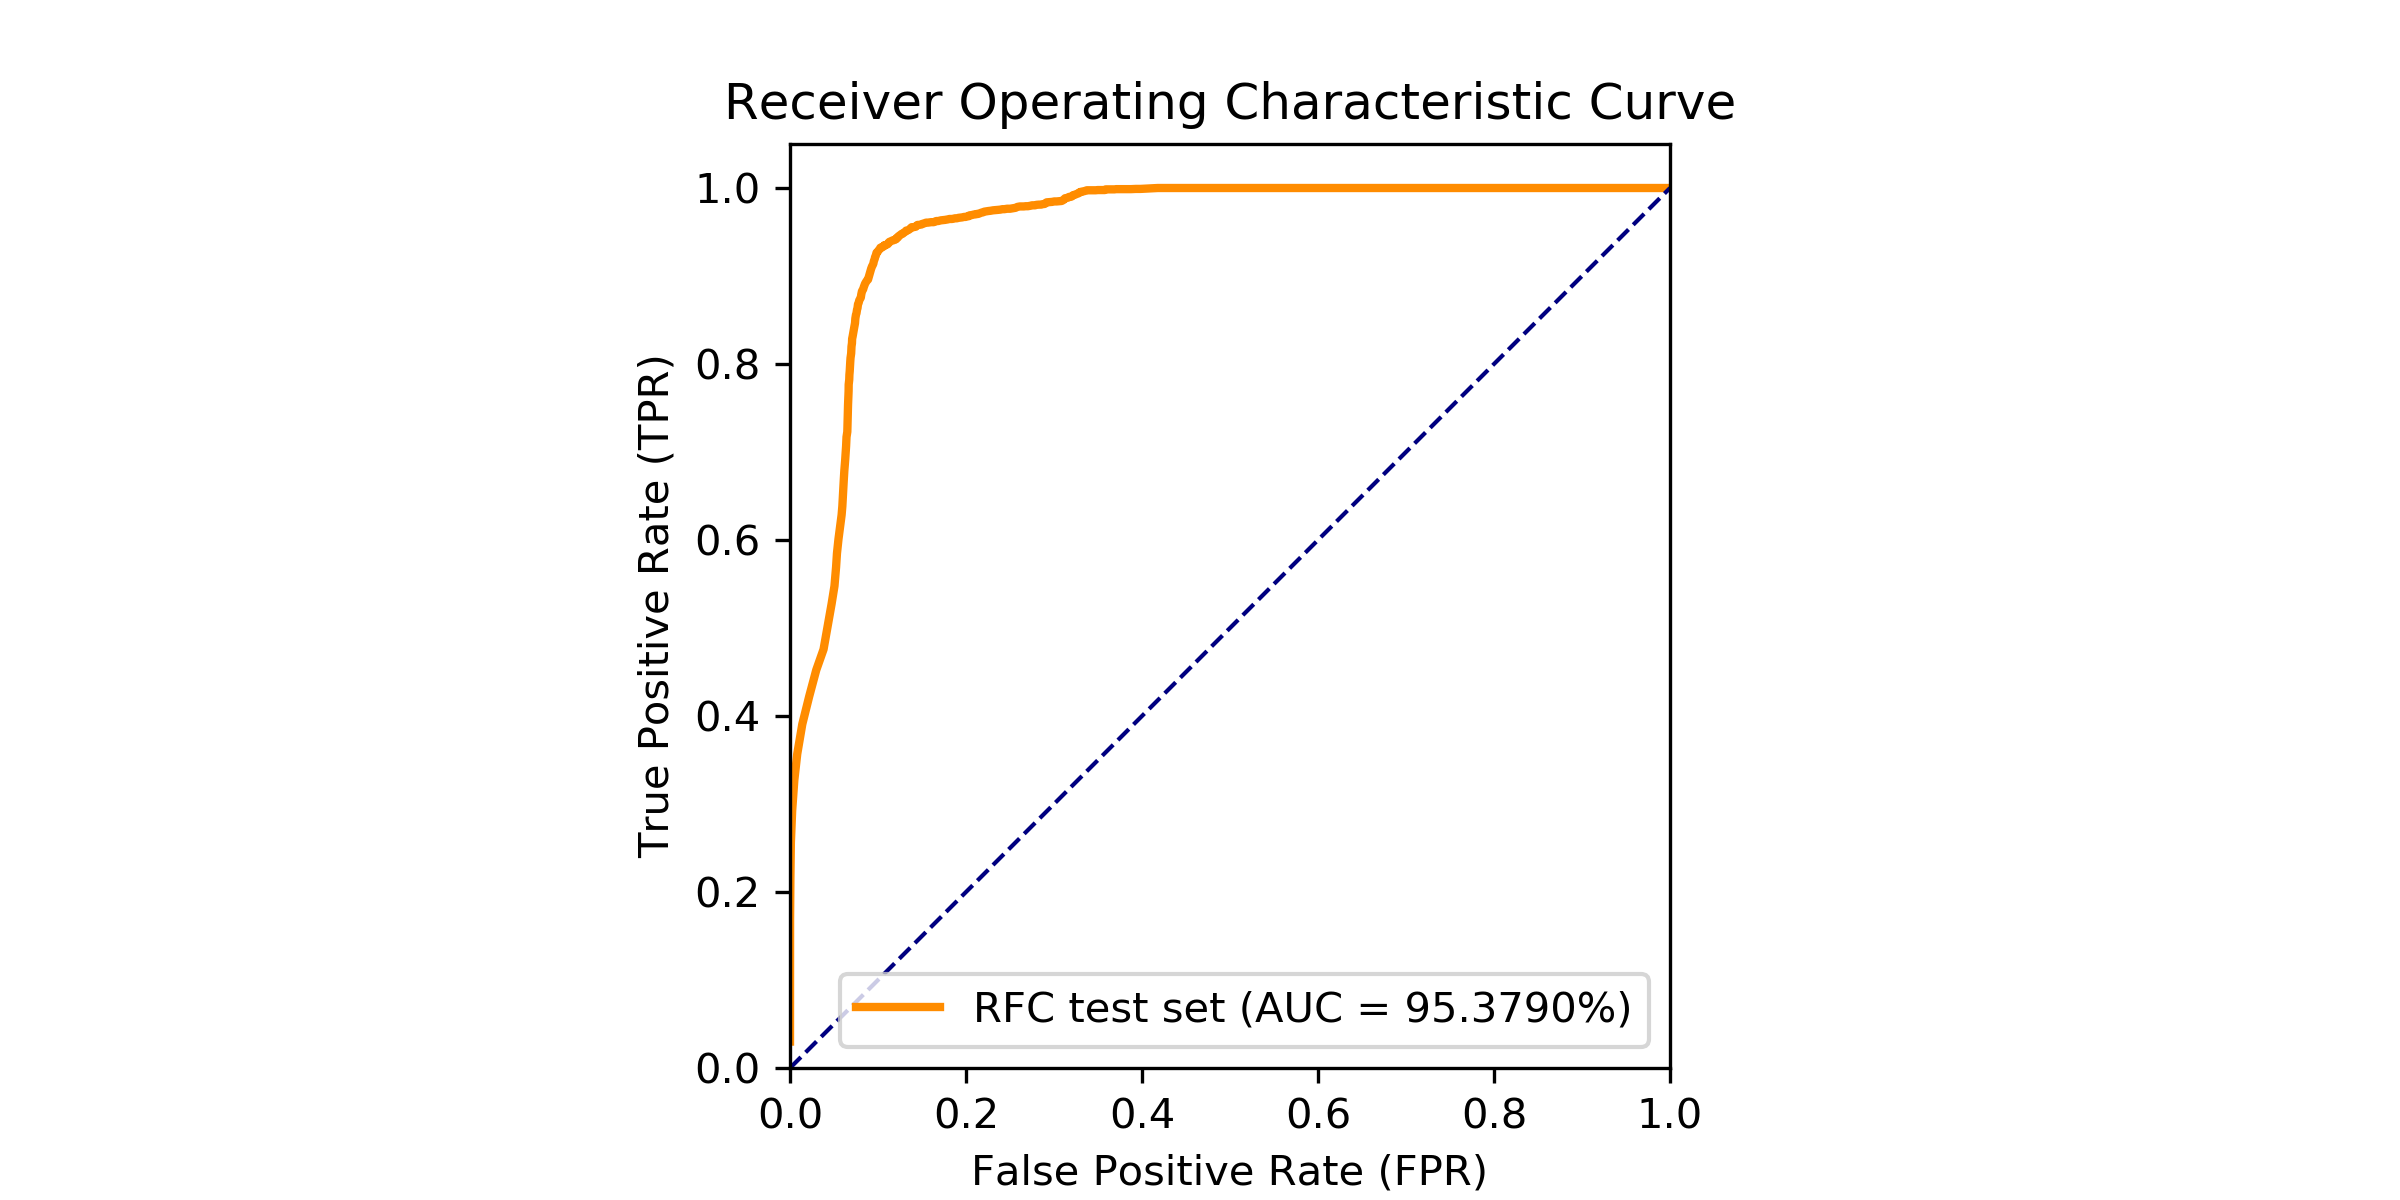 Receiver Operating Characteristic Curve
True Positive Rate (TPR)
1.0
0.8
0.6
0.4
0.2
0.0
RFC test set (AUC = 95.3790%)
0.0 0.2 0.4 0.6 0.8 1.0
False Positive Rate (FPR)